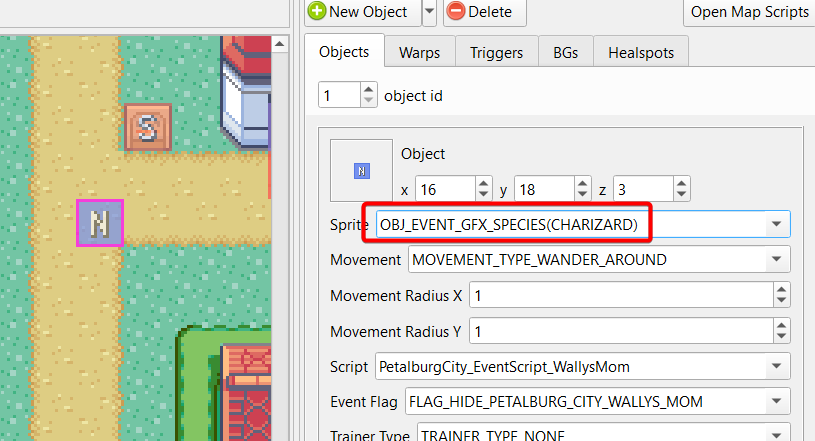 New Object
Delete
Open Map Scripts
Objects
Warps
Triggers
BGs
Healspots
1
object id
S
N
N
Object
x 16 y 18 z 3
Sprite OBJ_EVENT_GFX_SPECIES(CHARIZARD)
Movement MOVEMENT_TYPE_WANDER_AROUND
Movement Radius X 1
Movement Radius Y 1
Script PetalburgCity_EventScript_WallysMom
Event Flag FLAG_HIDE_PETALBURG_CITY_WALLYS_MOM
Trainer Type TRAINER_TYPE_NONE